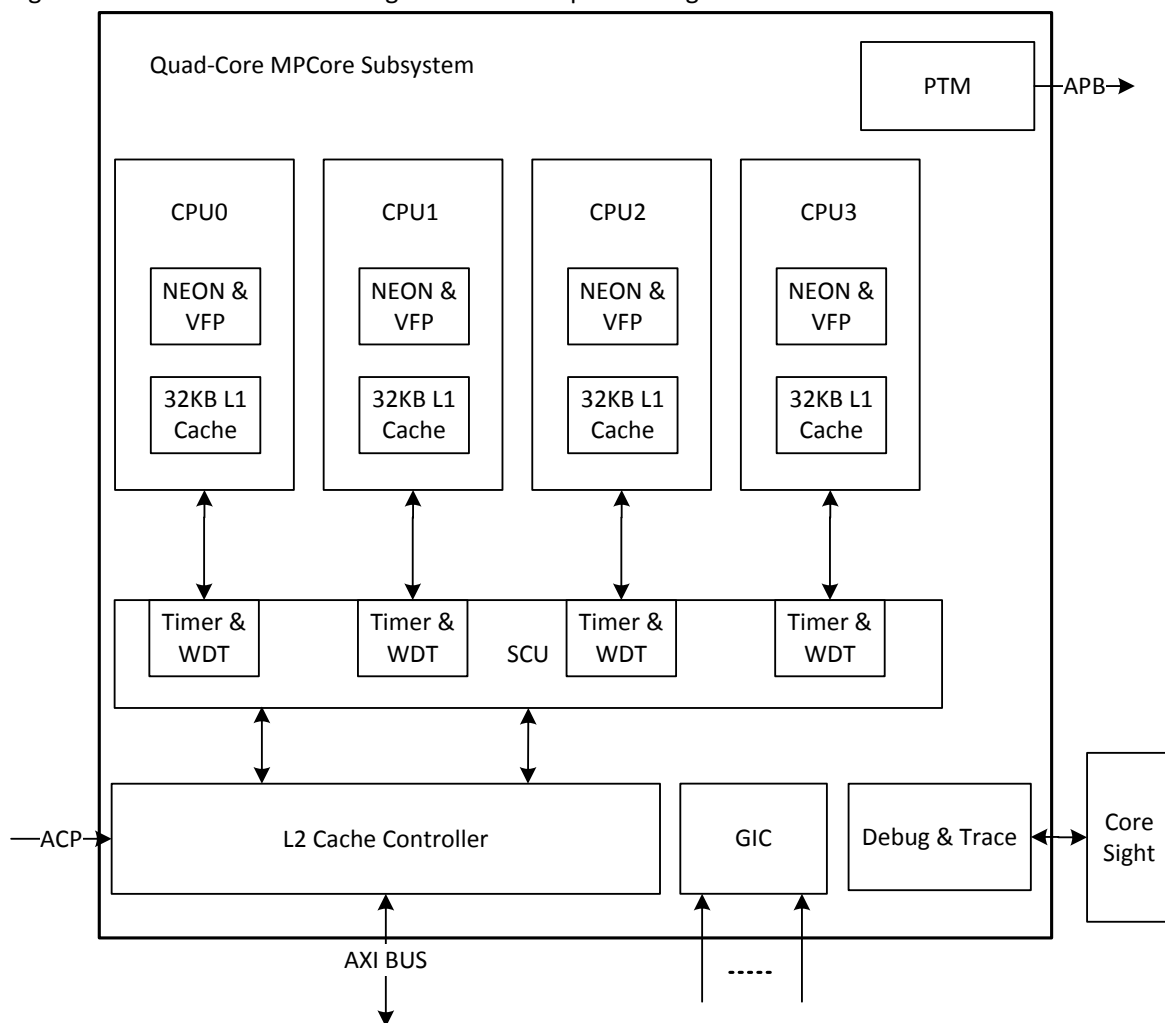 Quad-Core MPCore Subsystem
PTM
APB
CPU0
CPU1
CPU2
CPU3
NEON &
VFP
NEON &
VFP
NEON &
VFP
NEON &
VFP
32KB L1
Cache
32KB L1
Cache
32KB L1
Cache
32KB L1
Cache
Timer &
WDT
Timer &
WDT
SCU
Timer &
WDT
Timer &
WDT
ACP
L2 Cache Controller
GIC
Debug & Trace
Core
Sight
AXI BUS
-----